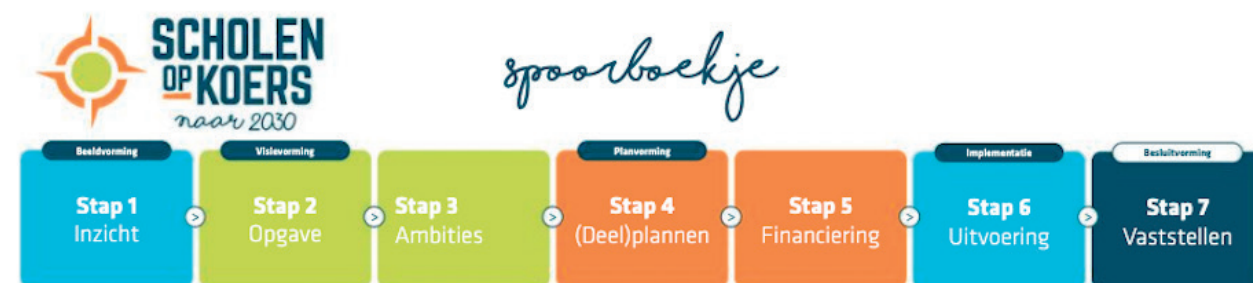 SCHOLEN
OP KOERS
naar 2030
spoorboekje
Beeldvorming
Visievorming
Planvorming
Implementatie
Besluitvorming
Stap 1
Inzicht
Stap 2
Opgave
Stap 3
Ambities
Stap 4
(Deel)plannen
Stap 5
Financiering
Stap 6
Uitvoering
Stap 7
Vaststellen